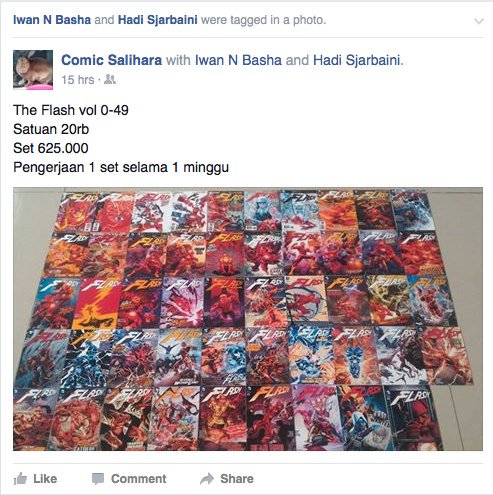 Iwan N Basha and Hadi Sjarbaini were tagged in a photo.
Comic Salihara with Iwan N Basha and Hadi Sjarbaini.
15 hrs ·
The Flash vol 0-49
Satuan 20rb
Set 625.000
Pengerjaan 1 set selama 1 minggu
FLASH
Like Comment Share